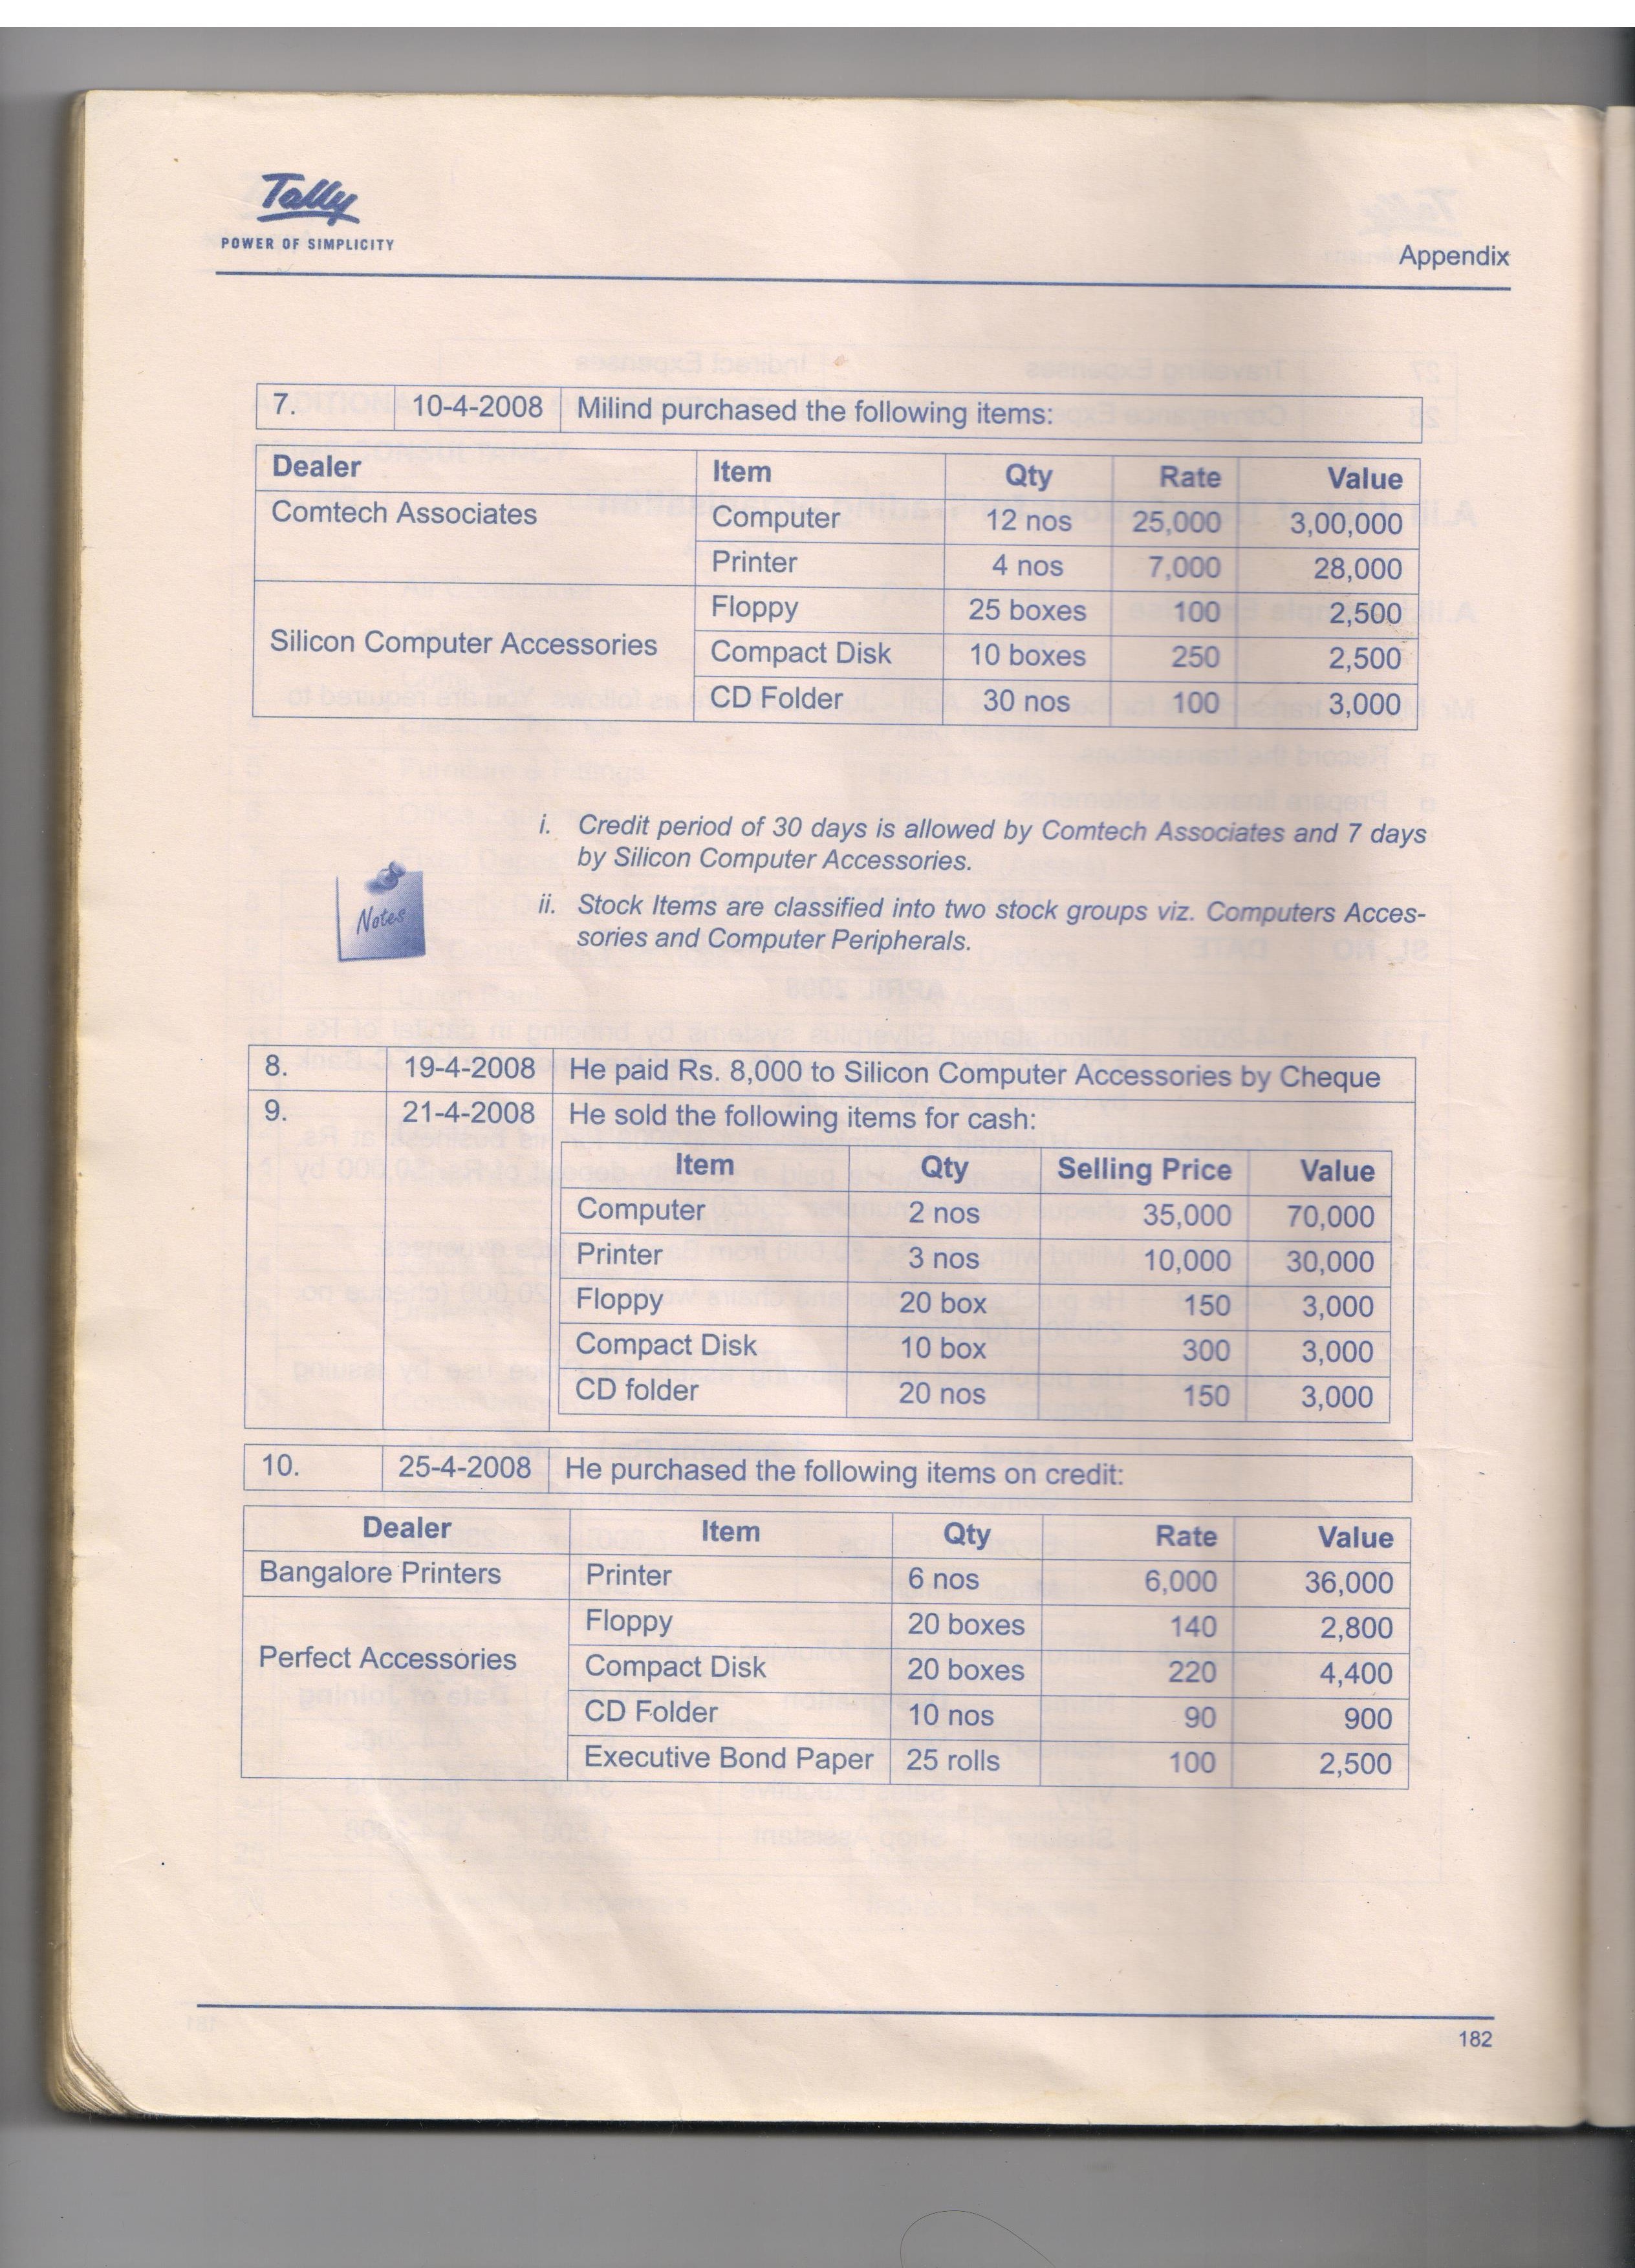 Tally
POWER OF SIMPLICITY
Appendix
7. 10-4-2008 Milind purchased the following items:
Dealer Item Qty Rate Value
Comtech Associates Computer 12 nos 25,000 3,00,000
Printer 4 nos 7,000 28,000
Silicon Computer Accessories Floppy 25 boxes 100 2,500
Compact Disk 10 boxes 250 2,500
CD Folder 30 nos 100 3,000
Notes
i. Credit period of 30 days is allowed by Comtech Associates and 7 days
by Silicon Computer Accessories.
ii. Stock Items are classified into two stock groups viz. Computers Acces-
sories and Computer Peripherals.
8. 19-4-2008 He paid Rs. 8,000 to Silicon Computer Accessories by Cheque
9. 21-4-2008 He sold the following items for cash:
Item Qty Selling Price Value
Computer 2 nos 35,000 70,000
Printer 3 nos 10,000 30,000
Floppy 20 box 150 3,000
Compact Disk 10 box 300 3,000
CD folder 20 nos 150 3,000
10. 25-4-2008 He purchased the following items on credit:
Dealer Item Qty Rate Value
Bangalore Printers Printer 6 nos 6,000 36,000
Perfect Accessories Floppy 20 boxes 140 2,800
Compact Disk 20 boxes 220 4,400
CD Folder 10 nos 90 900
Executive Bond Paper 25 rolls 100 2,500
182